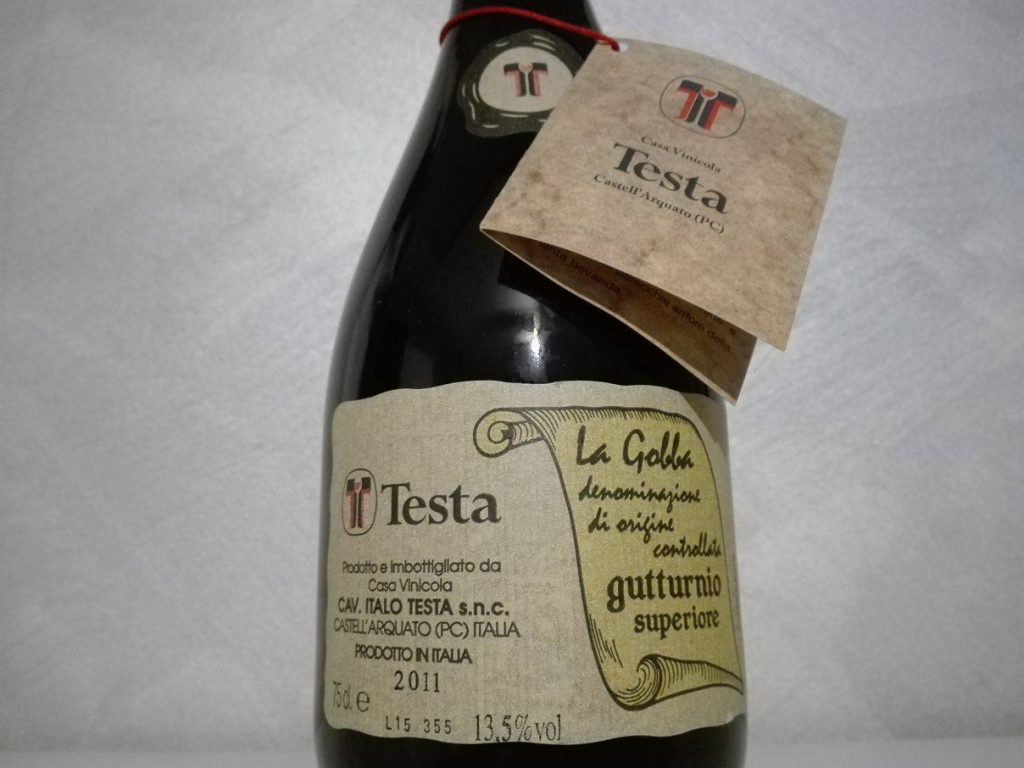 Casa Vinicola
Testa
Castell'Arquato (PC)
Testa
Prodotto e imbottigliato da
Casa Vinicola
CAV. ITALO TESTA s.n.c.
CASTELL'ARQUATO (PC) ITALIA
PRODOTTO IN ITALIA
2011
75 cl. e
L15 355
13,5% vol
La Gobba
denominazione
di origine
controllata
gutturnio
superiore